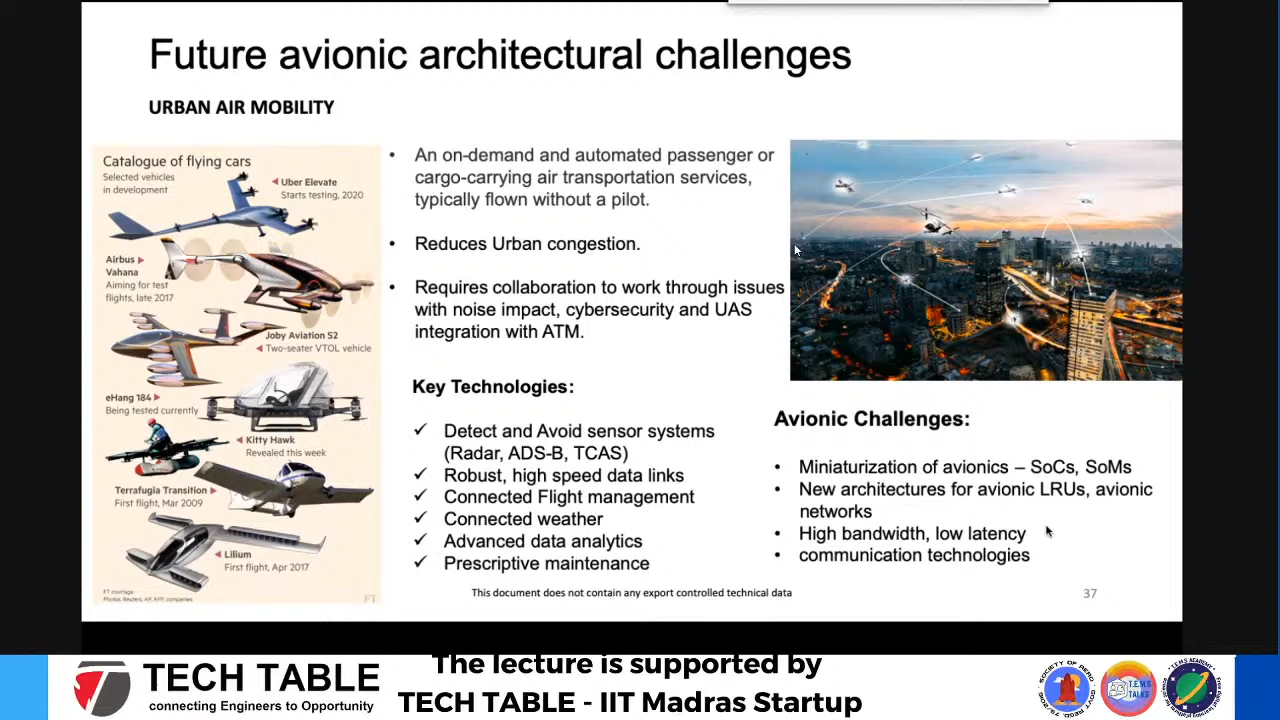 Future avionic architectural challenges
URBAN AIR MOBILITY
Catalogue of flying cars
Selected vehicles
in development
Uber Elevate
Starts testing, 2020
Airbus
Vahana
Aiming for test
flights, late 2017
Joby Aviation S2
Two-seater VTOL vehicle
eHang 184
Being tested currently
Kitty Hawk
Revealed this week
Terrafugia Transition
First flight, Mar 2009
Lilium
First flight, Apr 2017
FT montage
Photos: Reuters, AP, AFP, companies
FT
• An on-demand and automated passenger or
cargo-carrying air transportation services,
typically flown without a pilot.
• Reduces Urban congestion.
• Requires collaboration to work through issues
with noise impact, cybersecurity and UAS
integration with ATM.
Key Technologies:
✓ Detect and Avoid sensor systems
(Radar, ADS-B, TCAS)
✓ Robust, high speed data links
✓ Connected Flight management
✓ Connected weather
✓ Advanced data analytics
✓ Prescriptive maintenance
Avionic Challenges:
• Miniaturization of avionics – SoCs, SoMs
• New architectures for avionic LRUs, avionic
networks
• High bandwidth, low latency
• communication technologies
This document does not contain any export controlled technical data
37
TECH TABLE
connecting Engineers to Opportunity
The lecture is supported by
TECH TABLE - IIT Madras Startup
T.E.M.S
TALKS